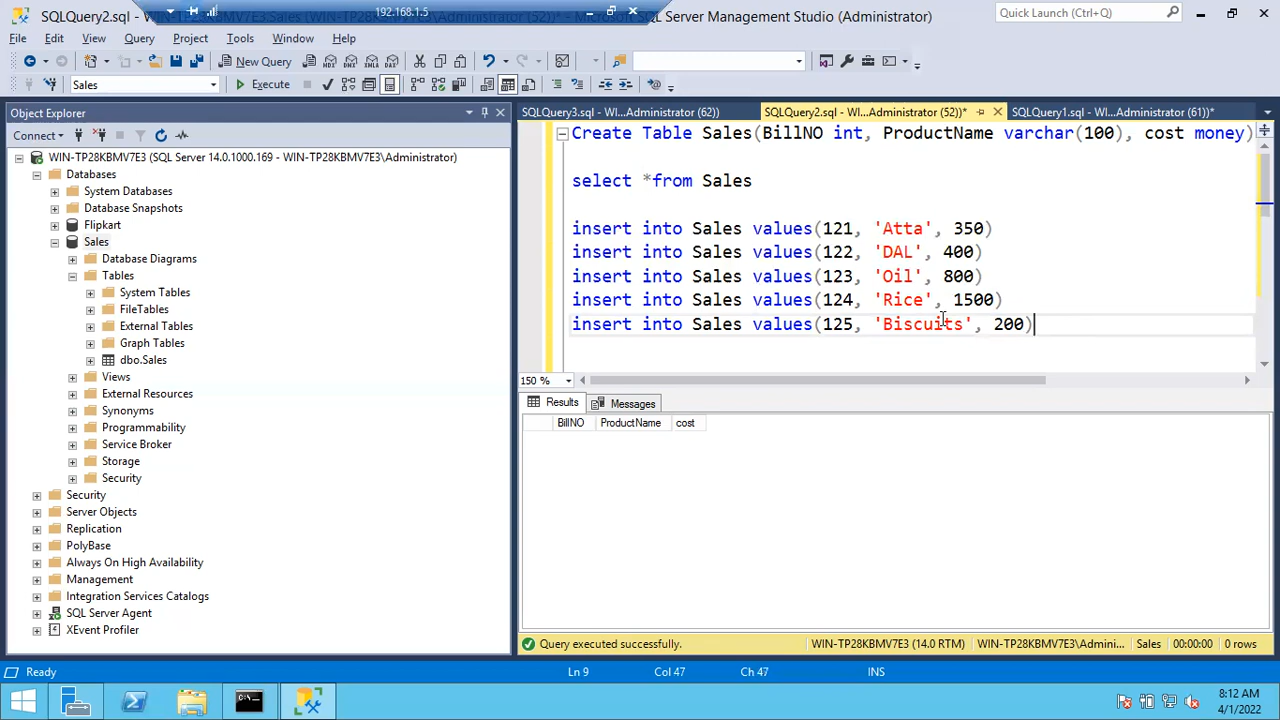 SQLQuery2.sql - WIN-TP28KBMV7E3.Sales (WIN-TP28KBMV7E3\Administrator (52))* - Microsoft SQL Server Management Studio (Administrator)
192.168.1.5
Quick Launch (Ctrl+Q)
File Edit View Query Project Tools Window Help
New Query MDX DMX XMLA DAX
Sales Execute
Object Explorer
SQLQuery3.sql - WI...Administrator (62)) SQLQuery2.sql - WI...Administrator (52))* SQLQuery1.sql - WI...Administrator (61))*
Connect
WIN-TP28KBMV7E3 (SQL Server 14.0.1000.169 - WIN-TP28KBMV7E3\Administrator)
Databases
System Databases
Database Snapshots
Flipkart
Sales
Database Diagrams
Tables
System Tables
FileTables
External Tables
Graph Tables
dbo.Sales
Views
External Resources
Synonyms
Programmability
Service Broker
Storage
Security
Security
Server Objects
Replication
PolyBase
Always On High Availability
Management
Integration Services Catalogs
SQL Server Agent
XEvent Profiler
Create Table Sales(BillNO int, ProductName varchar(100), cost money)
select *from Sales
insert into Sales values(121, 'Atta', 350)
insert into Sales values(122, 'DAL', 400)
insert into Sales values(123, 'Oil', 800)
insert into Sales values(124, 'Rice', 1500)
insert into Sales values(125, 'Biscuits', 200)
150 %
Results Messages
BillNO ProductName cost
Query executed successfully. WIN-TP28KBMV7E3 (14.0 RTM) WIN-TP28KBMV7E3\Admini... Sales 00:00:00 0 rows
Ready Ln 9 Col 47 Ch 47 INS
8:12 AM
4/1/2022